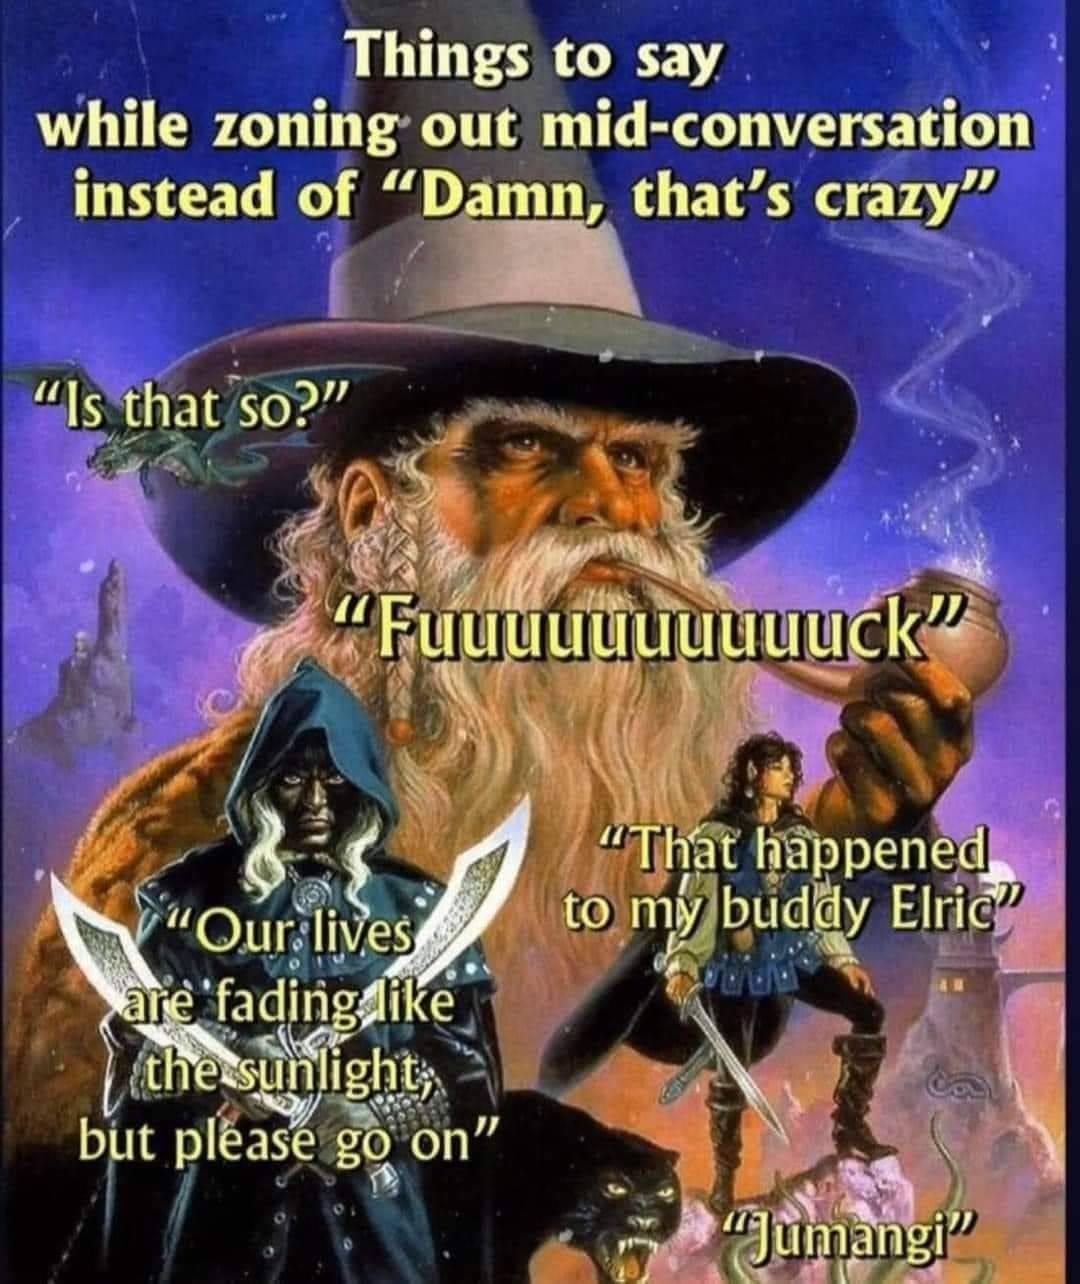 Things to say
while zoning out mid-conversation
instead of “Damn, that’s crazy”
“Is that so?”
“Fuuuuuuuuuuck”
“That happened
to my buddy Elric”
“Our lives
are fading like
the sunlight,
but please go on”
“Jumangi”